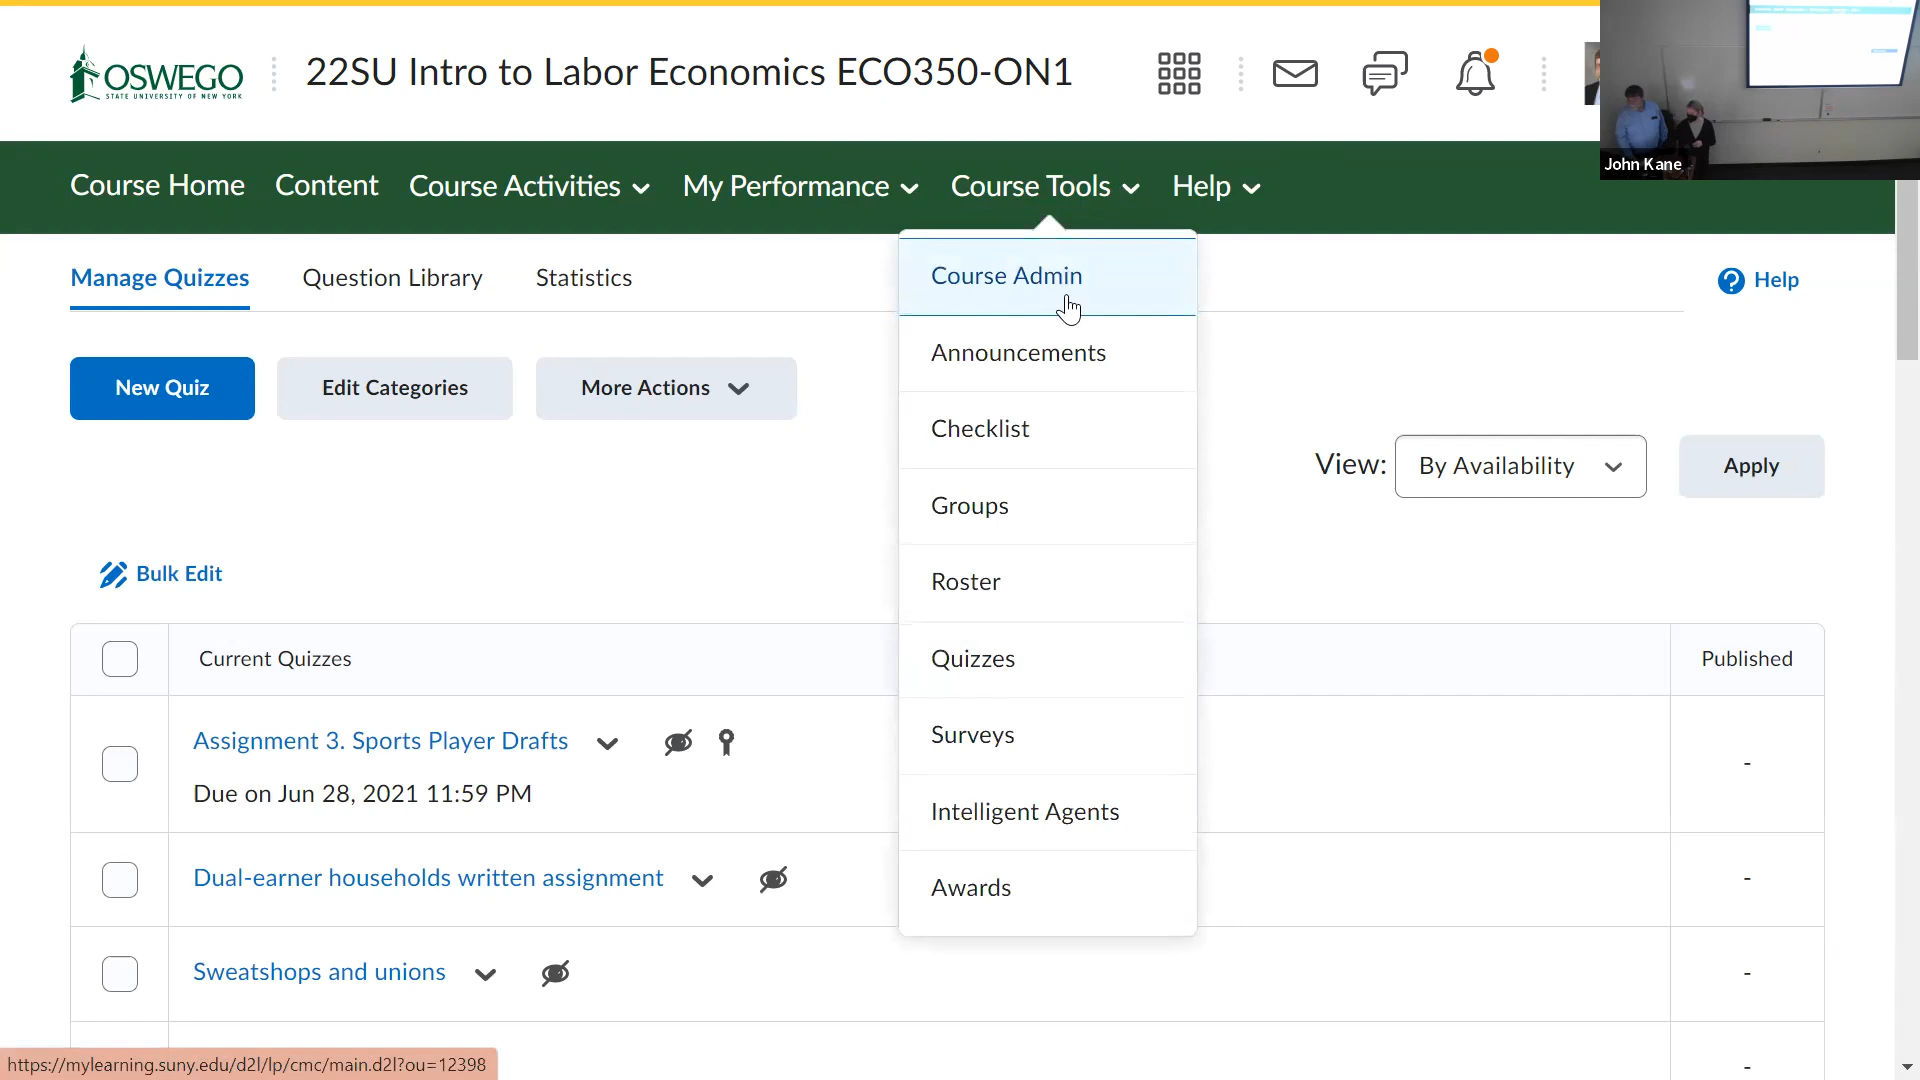 OSWEGO
STATE UNIVERSITY OF NEW YORK
22SU Intro to Labor Economics ECO350-ON1
John Kane
Course Home
Content
Course Activities
My Performance
Course Tools
Help
Manage Quizzes
Question Library
Statistics
Help
Course Admin
Announcements
Checklist
Groups
Roster
Quizzes
Surveys
Intelligent Agents
Awards
New Quiz
Edit Categories
More Actions
View:
By Availability
Apply
Bulk Edit
Current Quizzes
Published
Assignment 3. Sports Player Drafts
Due on Jun 28, 2021 11:59 PM
-
Dual-earner households written assignment
-
Sweatshops and unions
-
-
https://mylearning.suny.edu/d2l/lp/cmc/main.d2l?ou=12398